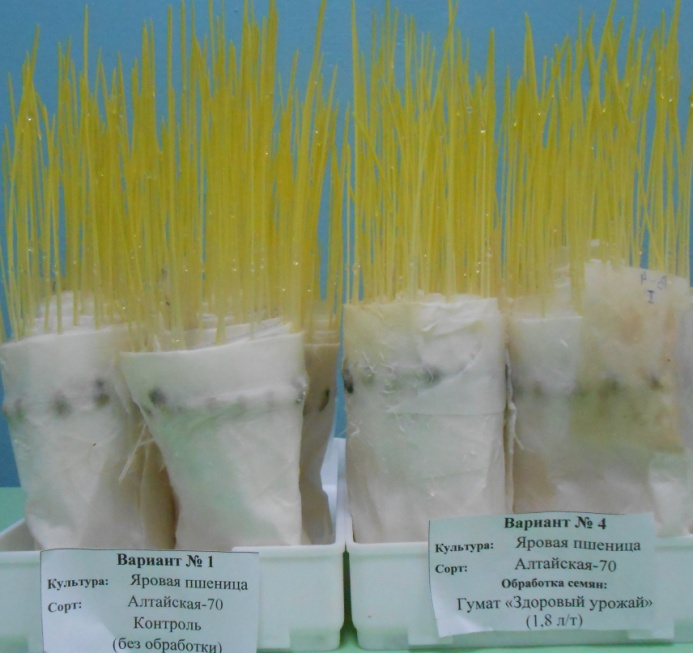 Вариант № 1
Культура: Яровая пшеница
Сорт: Алтайская-70
Контроль
(без обработки)
Вариант № 4
Культура: Яровая пшеница
Сорт: Алтайская-70
Обработка семян:
Гумат «Здоровый урожай»
(1,8 л/т)